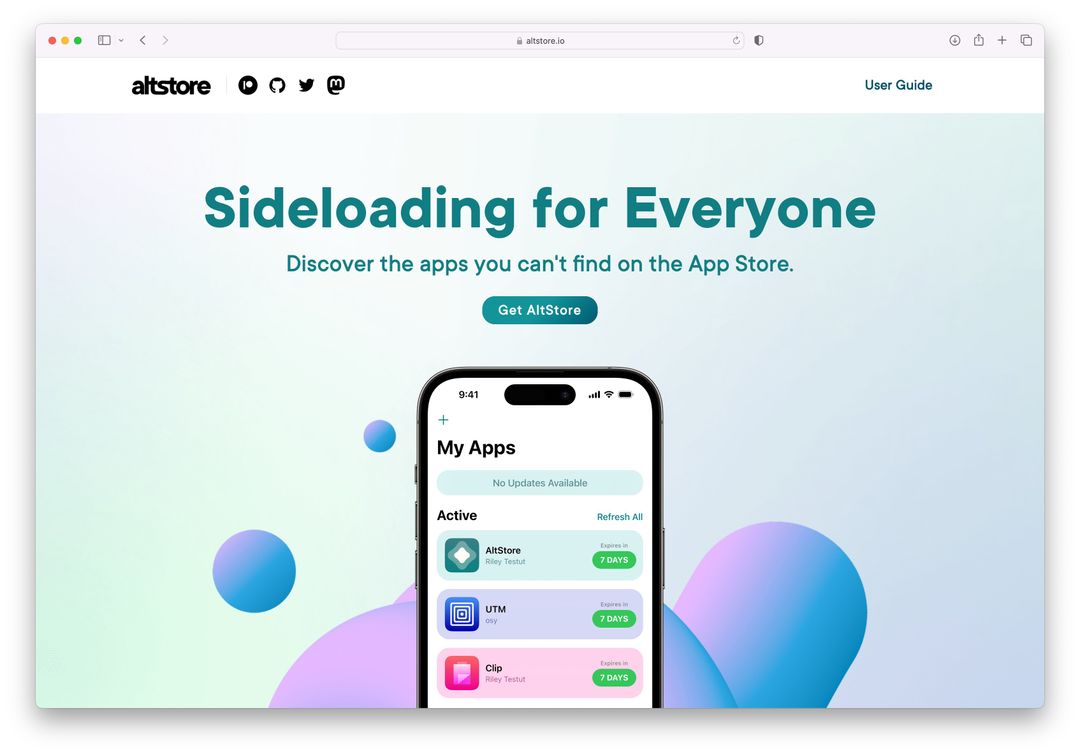 altstore.io
altstore
User Guide
Sideloading for Everyone
Discover the apps you can't find on the App Store.
Get AltStore
9:41
My Apps
No Updates Available
Active
Refresh All
AltStore
Riley Testut
Expires in
7 DAYS
UTM
osy
Expires in
7 DAYS
Clip
Riley Testut
Expires in
7 DAYS